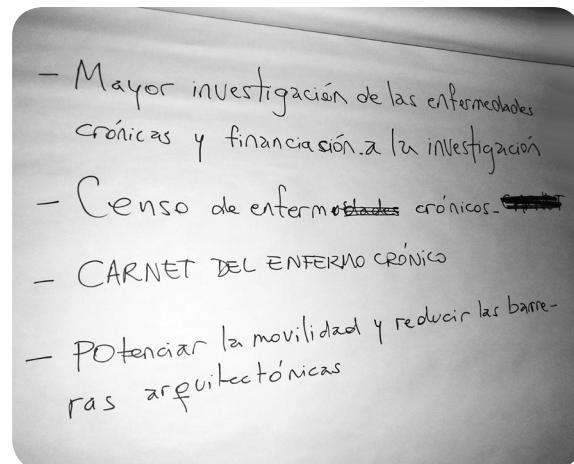 - Mayor investigación de las enfermedades
crónicas y financiasión a la investigación
- Censo de enfermos crónicos.
- CARNET DEL ENFERMO CRÓNICO
- POtenciar la movilidad y reducir las barre-
ras arquitectónicas